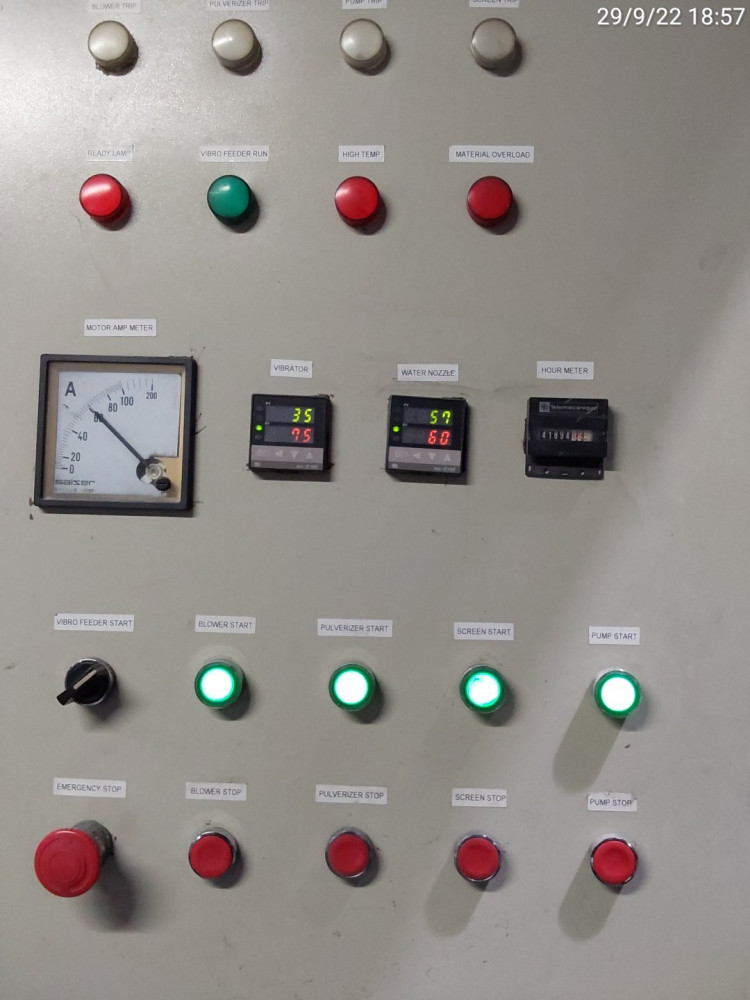 29/9/22 18:57
BLOWER TRIP
PULVERIZER TRIP
PUMP TRIP
SCREEN TRIP
READY LAMP
VIBRO FEEDER RUN
HIGH TEMP
MATERIAL OVERLOAD
MOTOR AMP METER
VIBRATOR
WATER NOZZLE
HOUR METER
A
0
20
40
60
80
100
200
35
75
57
60
Telemecanique
VIBRO FEEDER START
BLOWER START
PULVERIZER START
SCREEN START
PUMP START
EMERGENCY STOP
BLOWER STOP
PULVERIZER STOP
SCREEN STOP
PUMP STOP